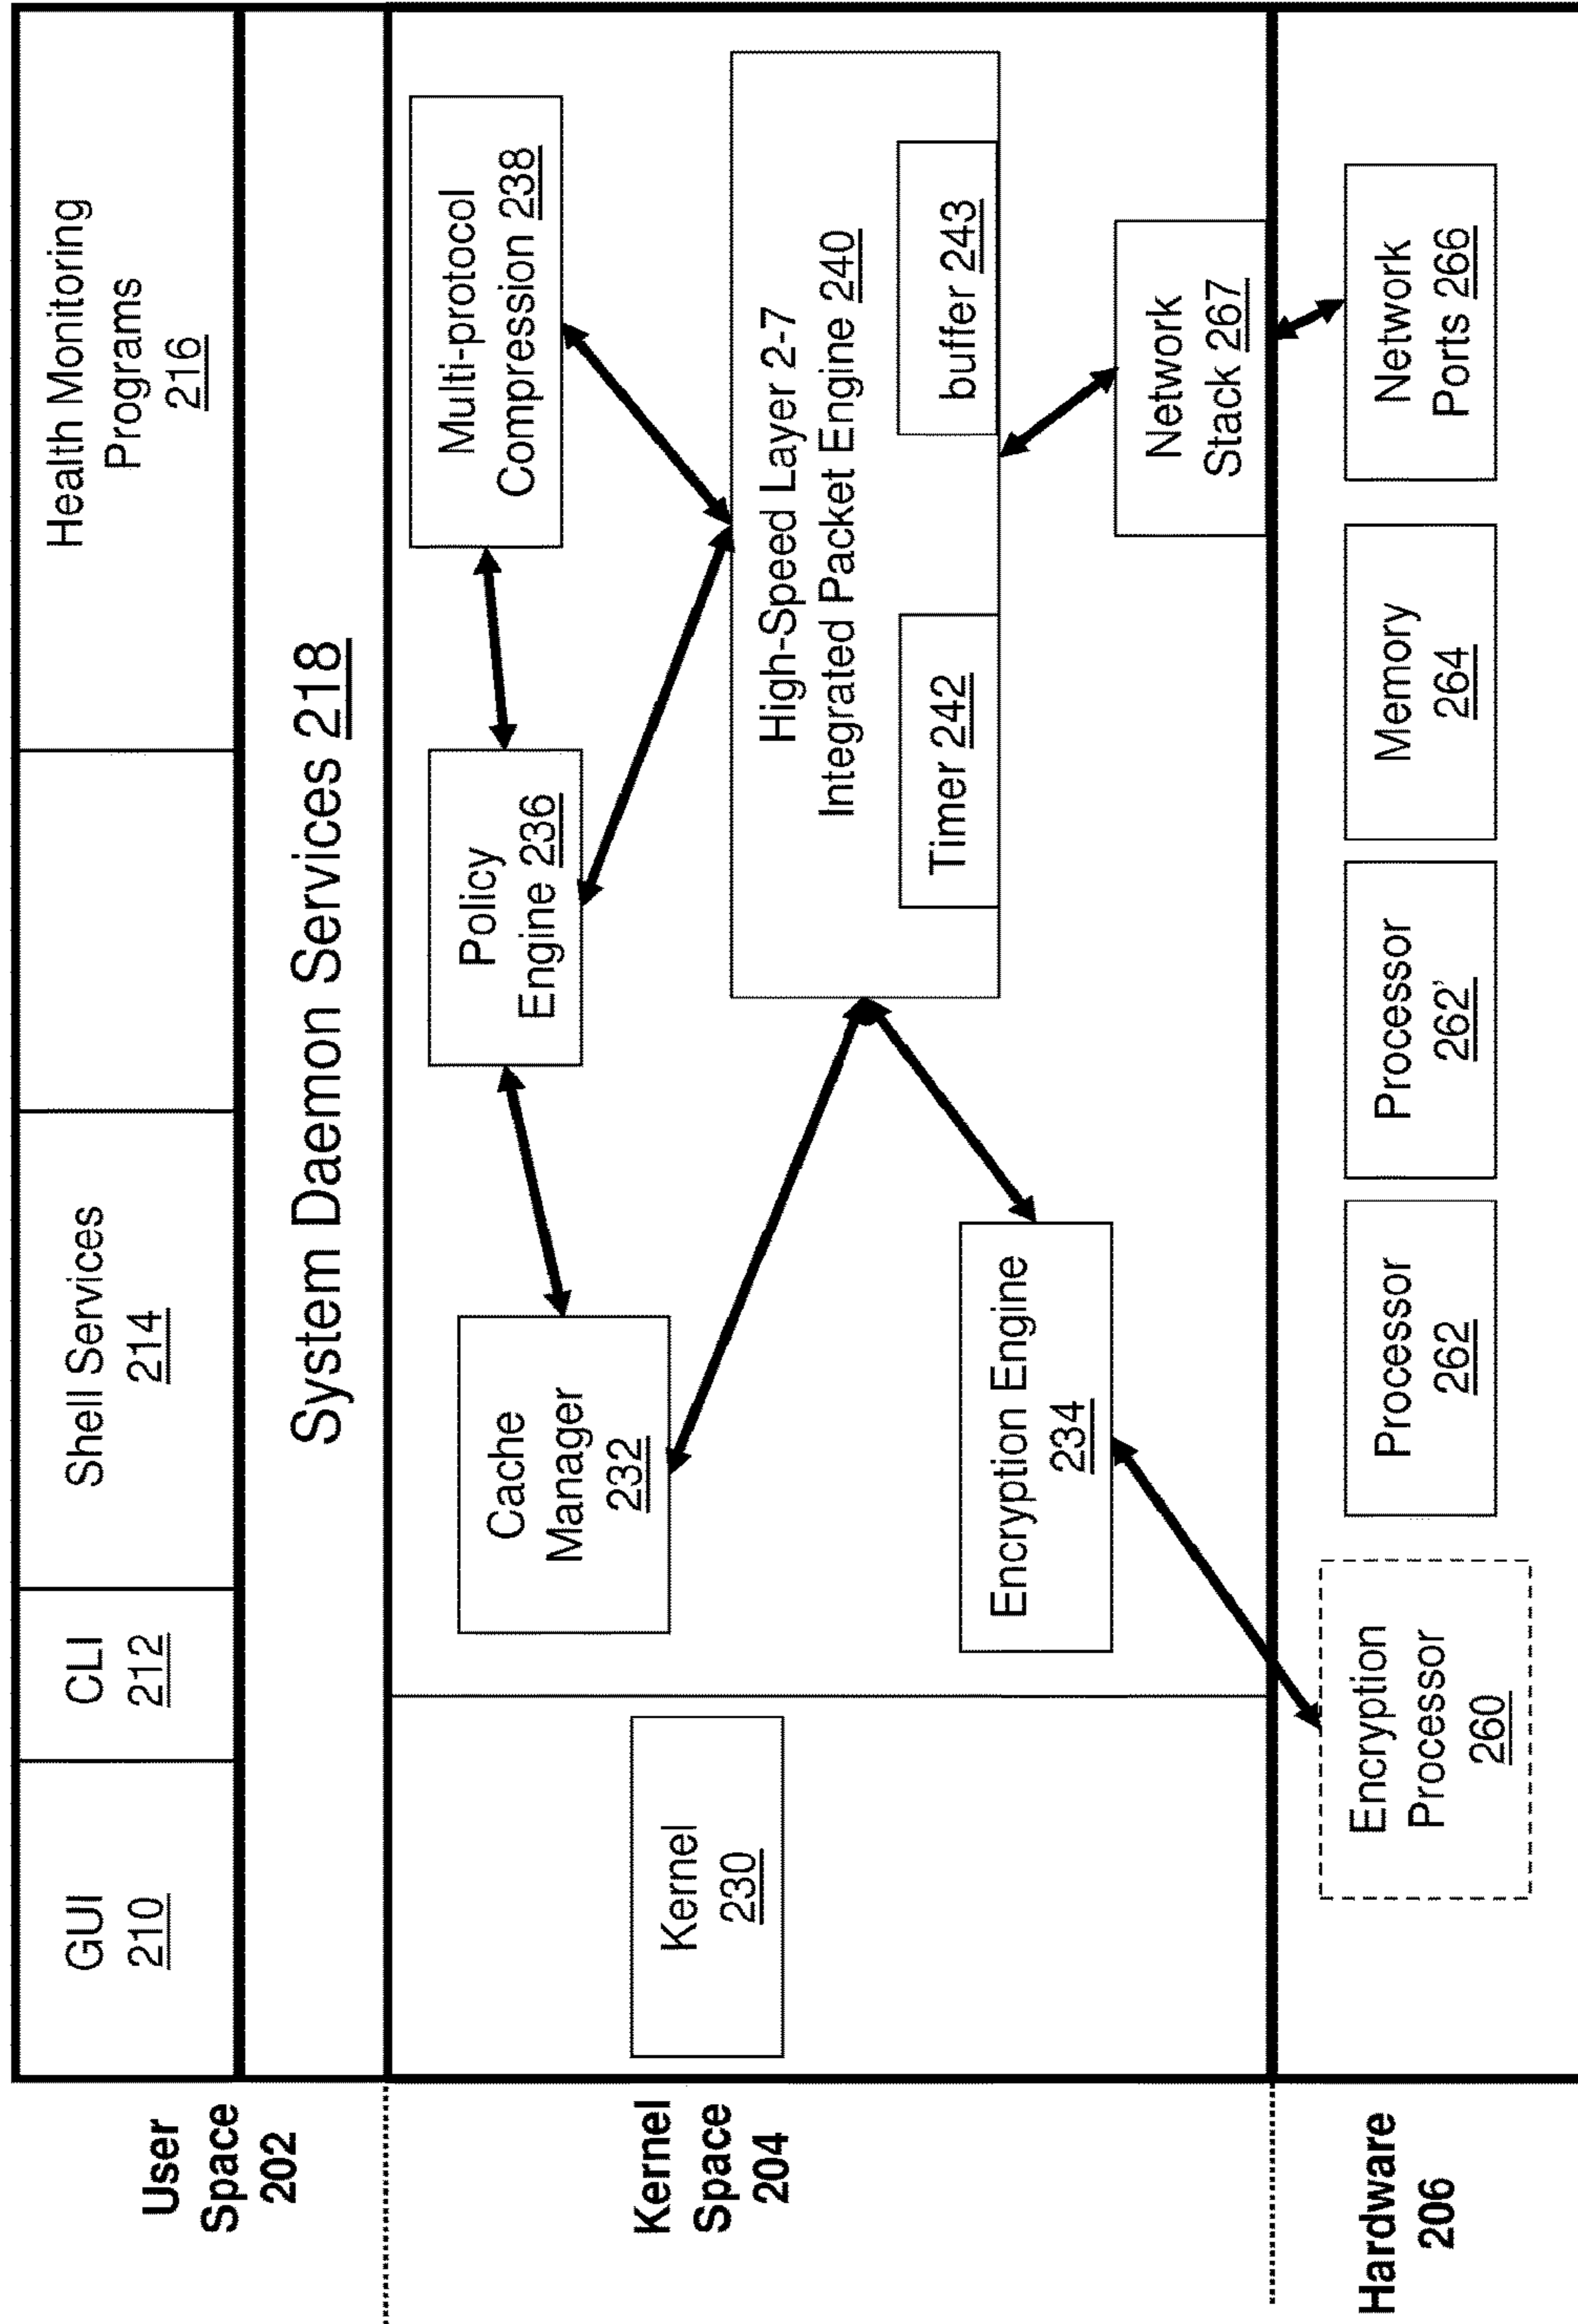 User
Space
202
GUI
210
CLI
212
Shell Services
214
Health Monitoring
Programs
216
System Daemon Services 218
Kernel
Space
204
Kernel
230
Cache
Manager
232
Policy
Engine 236
Multi-protocol
Compression 238
High-Speed Layer 2-7
Integrated Packet Engine 240
Timer 242
buffer 243
Encryption Engine
234
Network
Stack 267
Hardware
206
Encryption
Processor
260
Processor
262
Processor
262’
Memory
264
Network
Ports 266